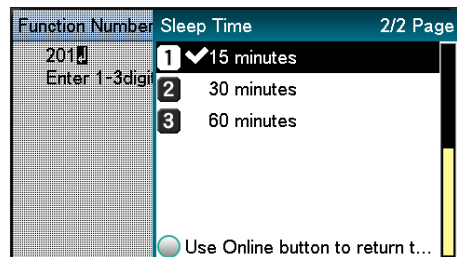 Function Number
201
Enter 1-3digi
Sleep Time 2/2 Page
1 15 minutes
2 30 minutes
3 60 minutes
Use Online button to return t...